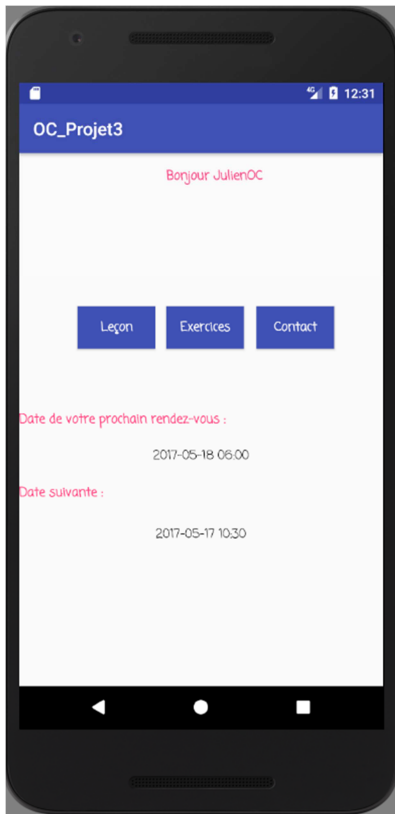 4G 12:31
OC_Projet3
Bonjour JulienOC
Leçon Exercices Contact
Date de votre prochain rendez-vous :
2017-05-18 06:00
Date suivante :
2017-05-17 10:30